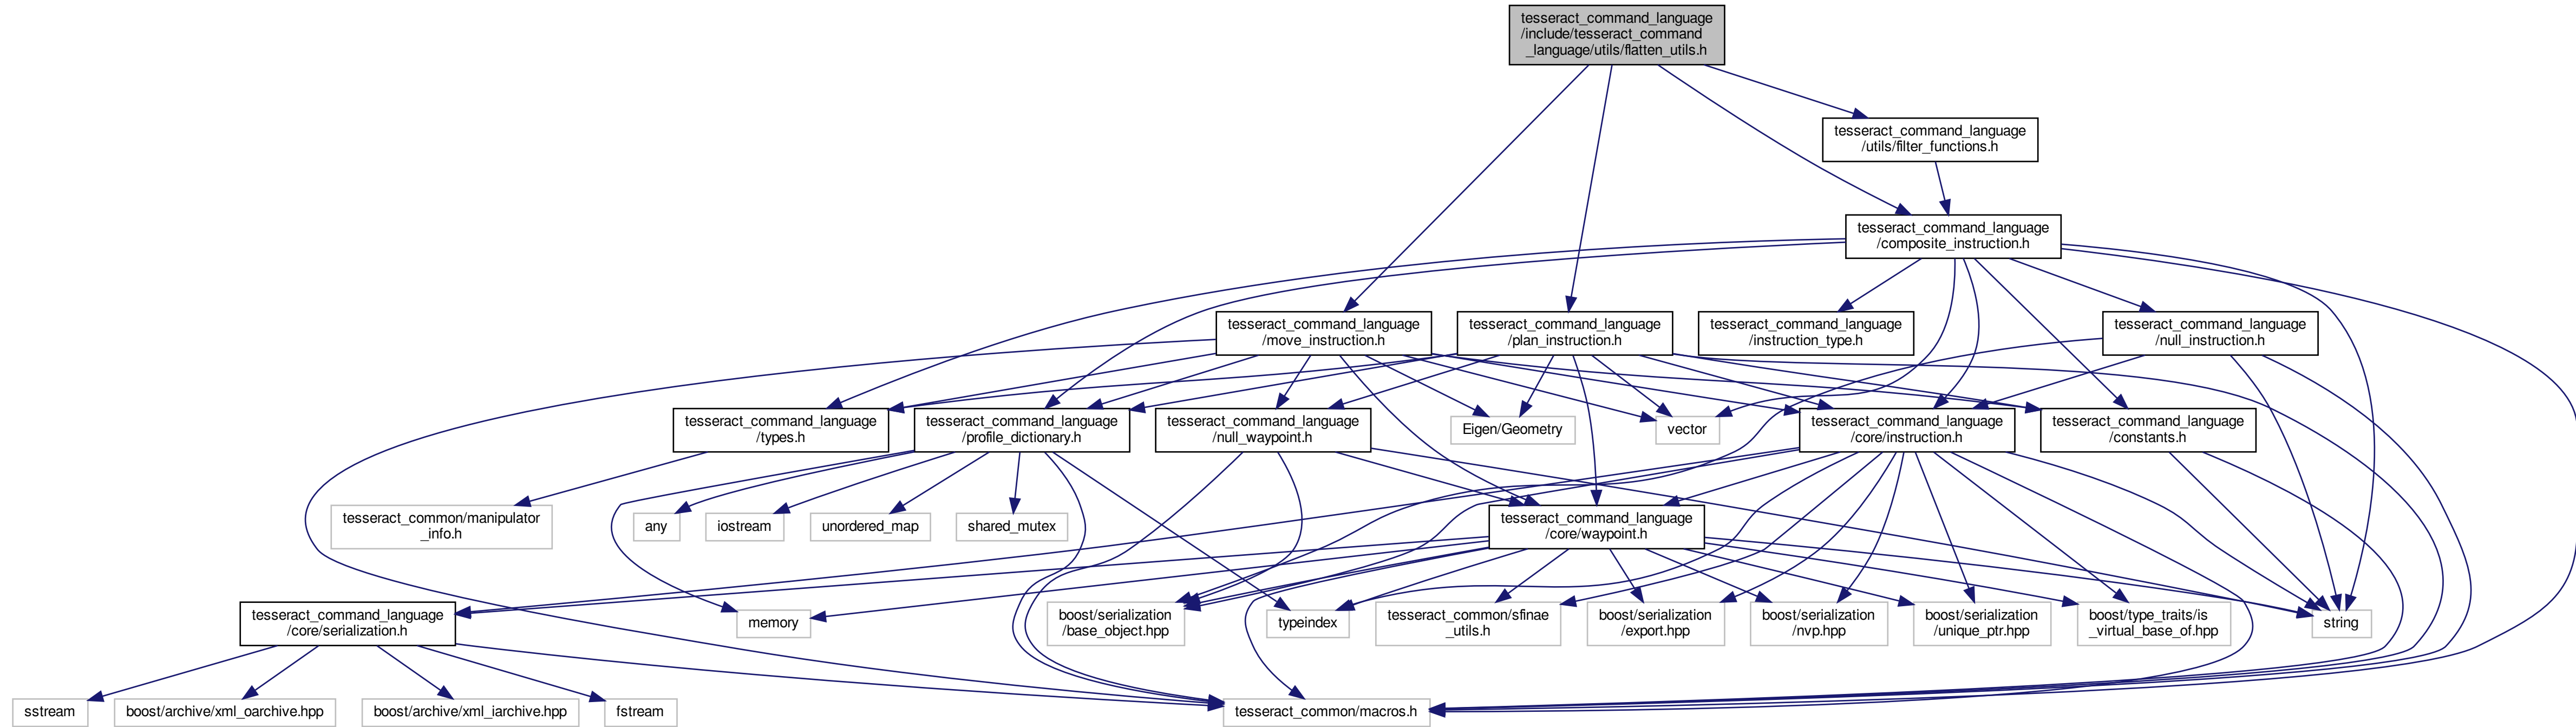 tesseract_command_language
/include/tesseract_command
_language/utils/flatten_utils.h
tesseract_command_language
/utils/filter_functions.h
tesseract_command_language
/composite_instruction.h
tesseract_command_language
/move_instruction.h
tesseract_command_language
/plan_instruction.h
tesseract_command_language
/instruction_type.h
tesseract_command_language
/null_instruction.h
tesseract_command_language
/types.h
tesseract_command_language
/profile_dictionary.h
tesseract_command_language
/null_waypoint.h
Eigen/Geometry
vector
tesseract_command_language
/core/instruction.h
tesseract_command_language
/constants.h
tesseract_common/manipulator
_info.h
any
iostream
unordered_map
shared_mutex
tesseract_command_language
/core/waypoint.h
tesseract_command_language
/core/serialization.h
memory
boost/serialization
/base_object.hpp
typeindex
tesseract_common/sfinae
_utils.h
boost/serialization
/export.hpp
boost/serialization
/nvp.hpp
boost/serialization
/unique_ptr.hpp
boost/type_traits/is
_virtual_base_of.hpp
string
sstream
boost/archive/xml_oarchive.hpp
boost/archive/xml_iarchive.hpp
fstream
tesseract_common/macros.h